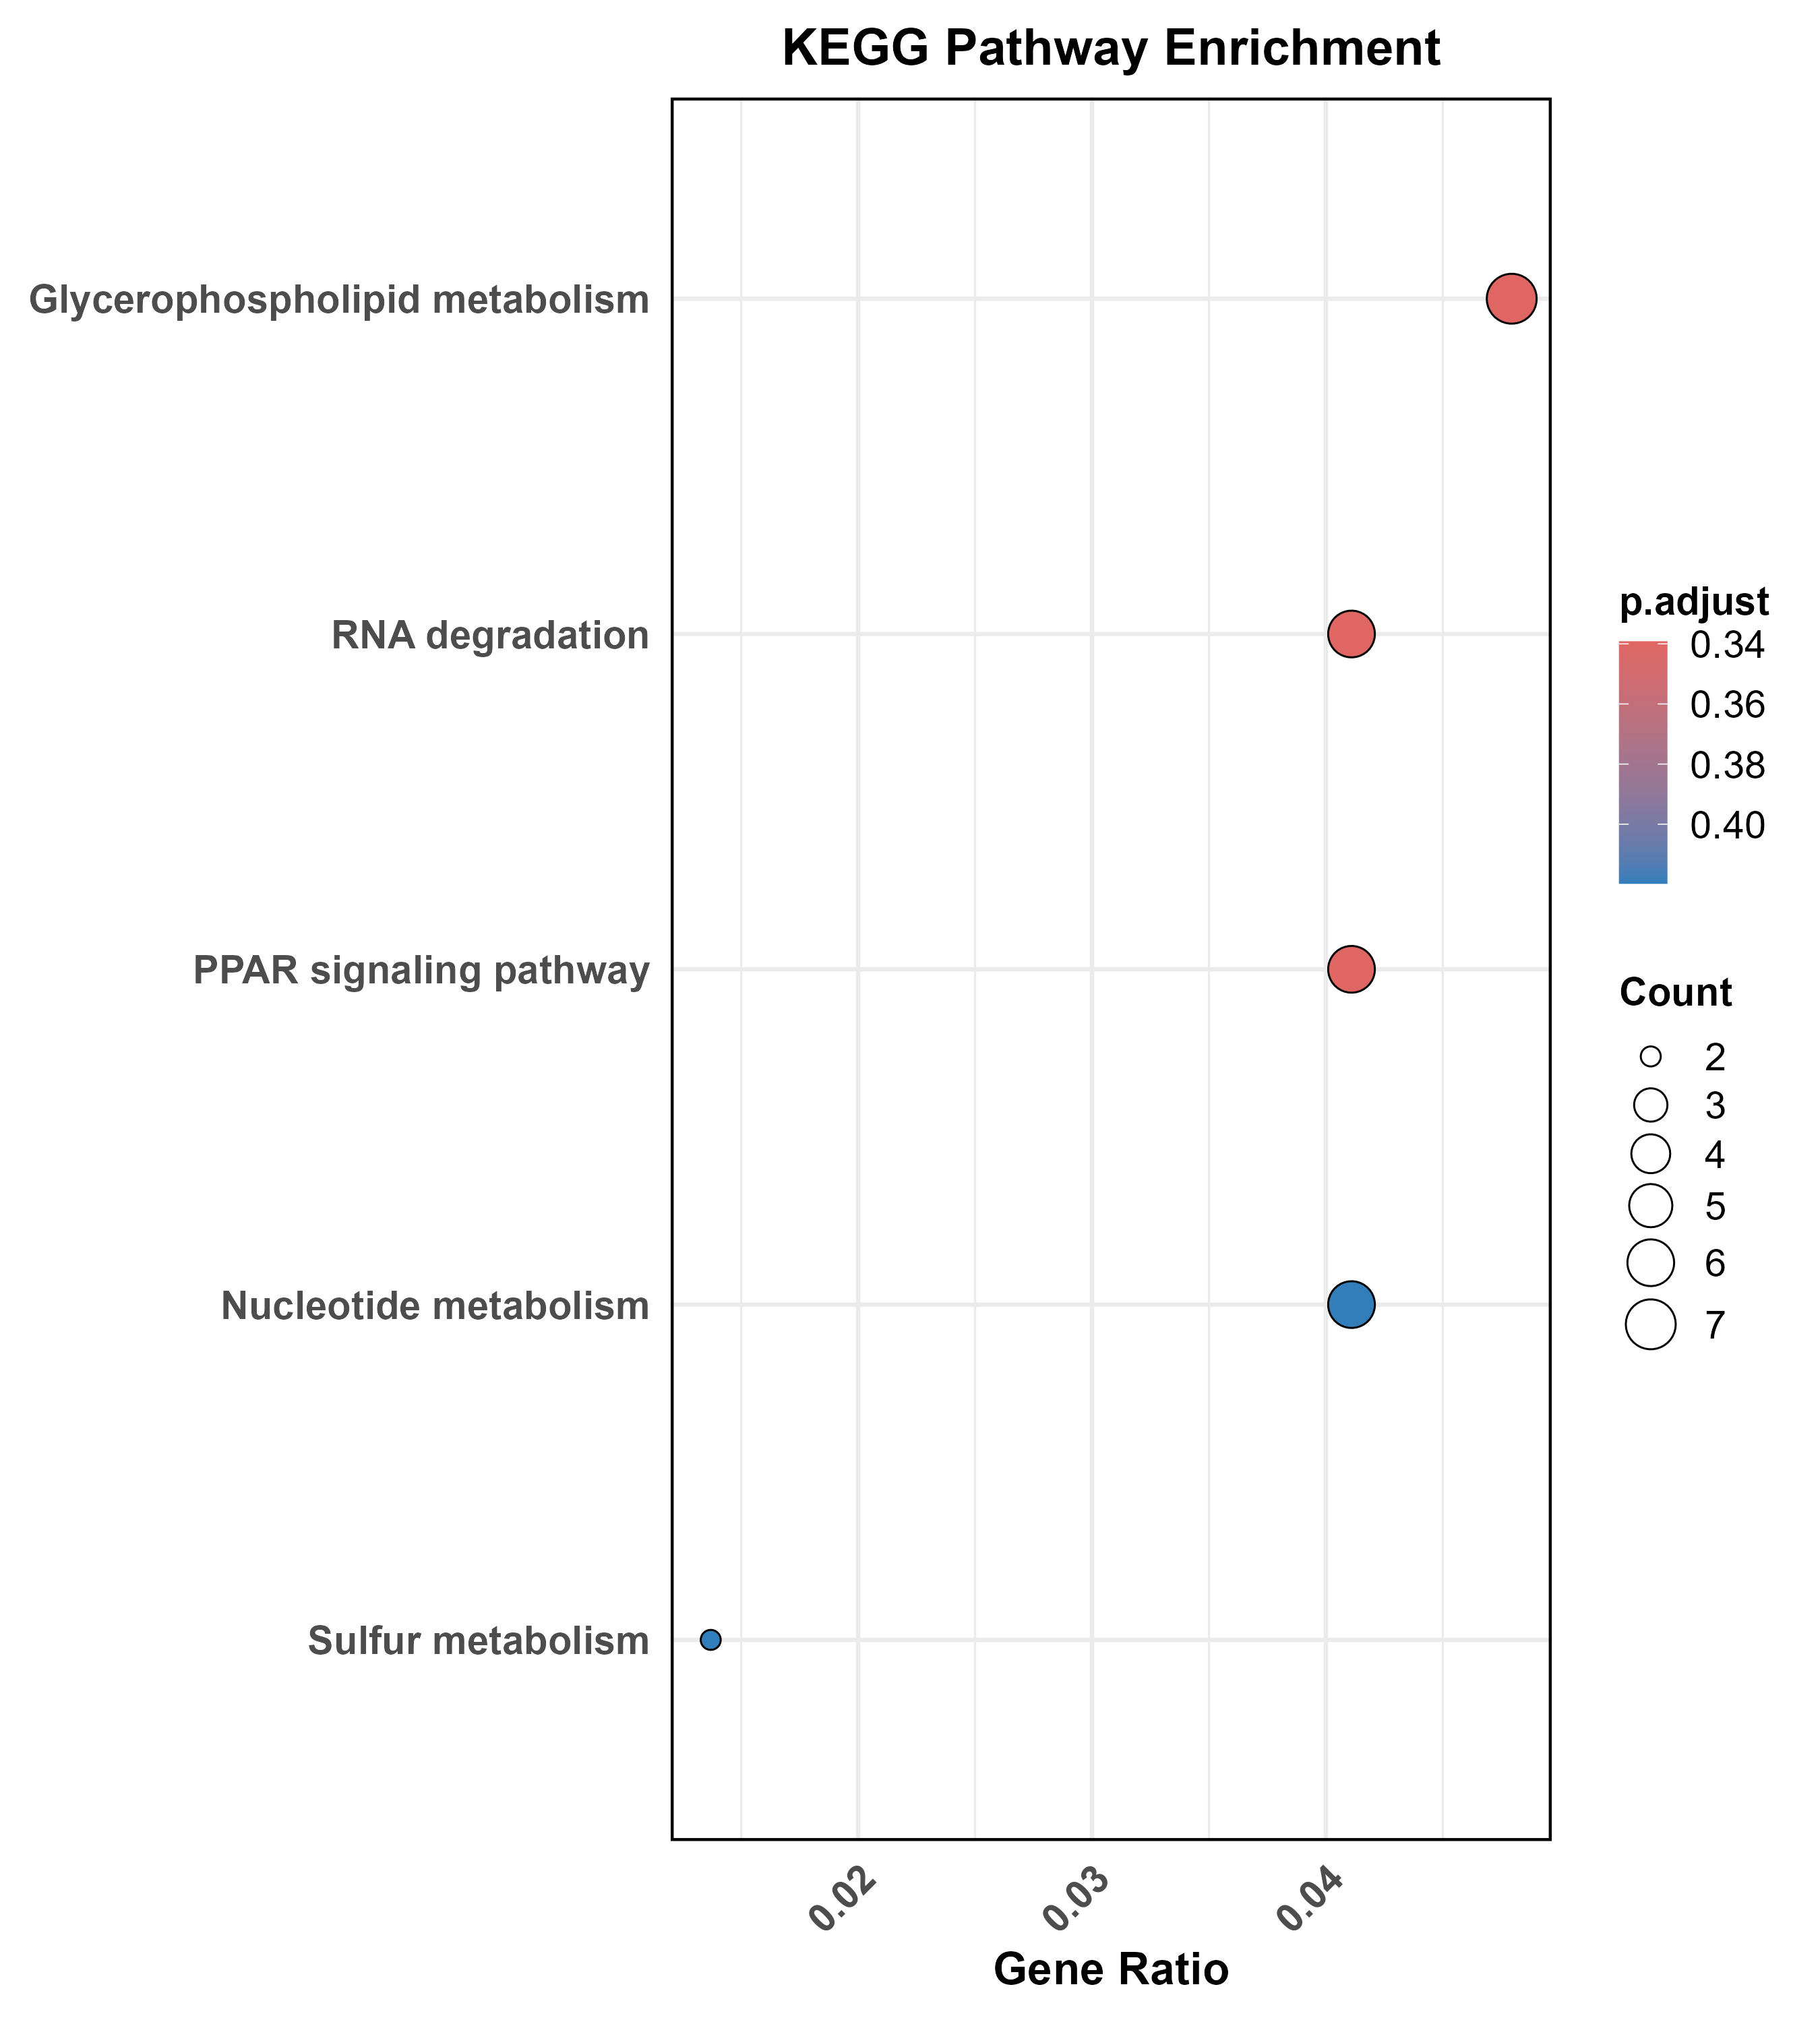 KEGG Pathway Enrichment
Glycerophospholipid metabolism
RNA degradation
PPAR signaling pathway
Nucleotide metabolism
Sulfur metabolism
0.02
0.03
0.04
Gene Ratio
p.adjust
0.34
0.36
0.38
0.40
Count
2
3
4
5
6
7